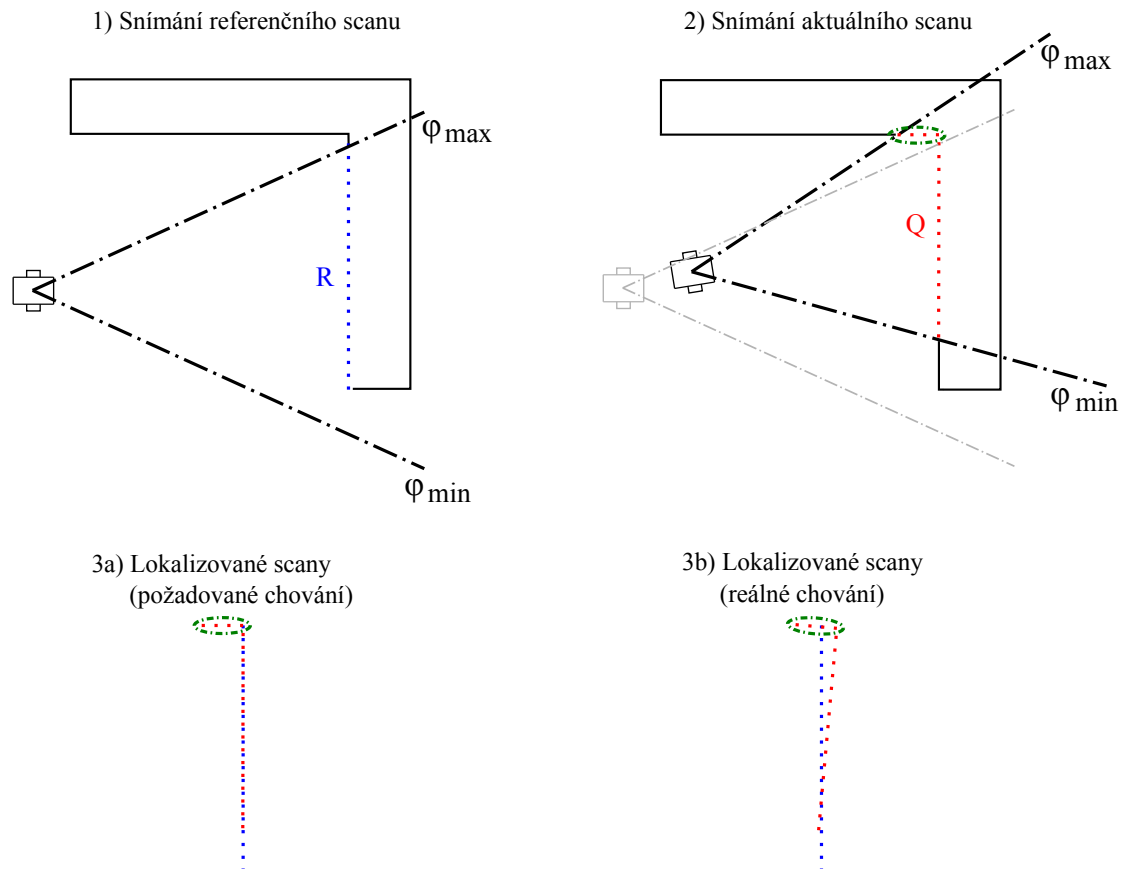 1) Snímání referenčního scanu
2) Snímání aktuálního scanu
φmax
φmax
R
Q
φmin
φmin
3a) Lokalizované scany
(požadované chování)
3b) Lokalizované scany
(reálné chování)